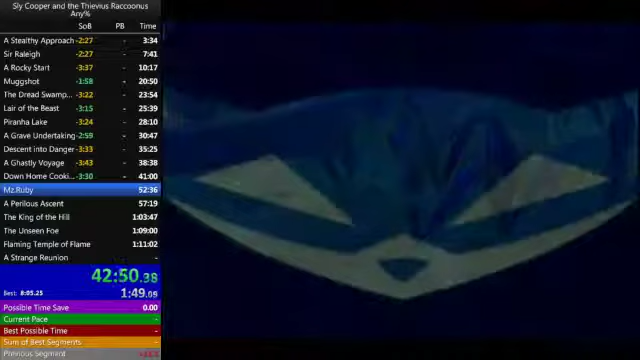 Sly Cooper and the Thievius Raccoonus
Any%
SoB PB Time
A Stealthy Approach -2:27 - 3:34
Sir Raleigh -2:27 - 7:41
A Rocky Start -3:37 - 10:17
Muggshot -1:58 - 20:50
The Dread Swamp... -3:22 - 23:54
Lair of the Beast -3:15 - 25:39
Piranha Lake -3:24 - 28:10
A Grave Undertaking -2:59 - 30:47
Descent into Danger -3:33 - 35:25
A Ghastly Voyage -3:43 - 38:38
Down Home Cooki... -3:30 - 41:00
Mz.Ruby 52:36
A Perilous Ascent - 57:19
The King of the Hill - 1:03:47
The Unseen Foe - 1:09:00
Flaming Temple of Flame - 1:11:02
A Strange Reunion -
42:50.38
Best: 8:05.25 1:49.05
Possible Time Save 0.00
Current Pace -
Best Possible Time -
Sum of Best Segments -
Previous Segment